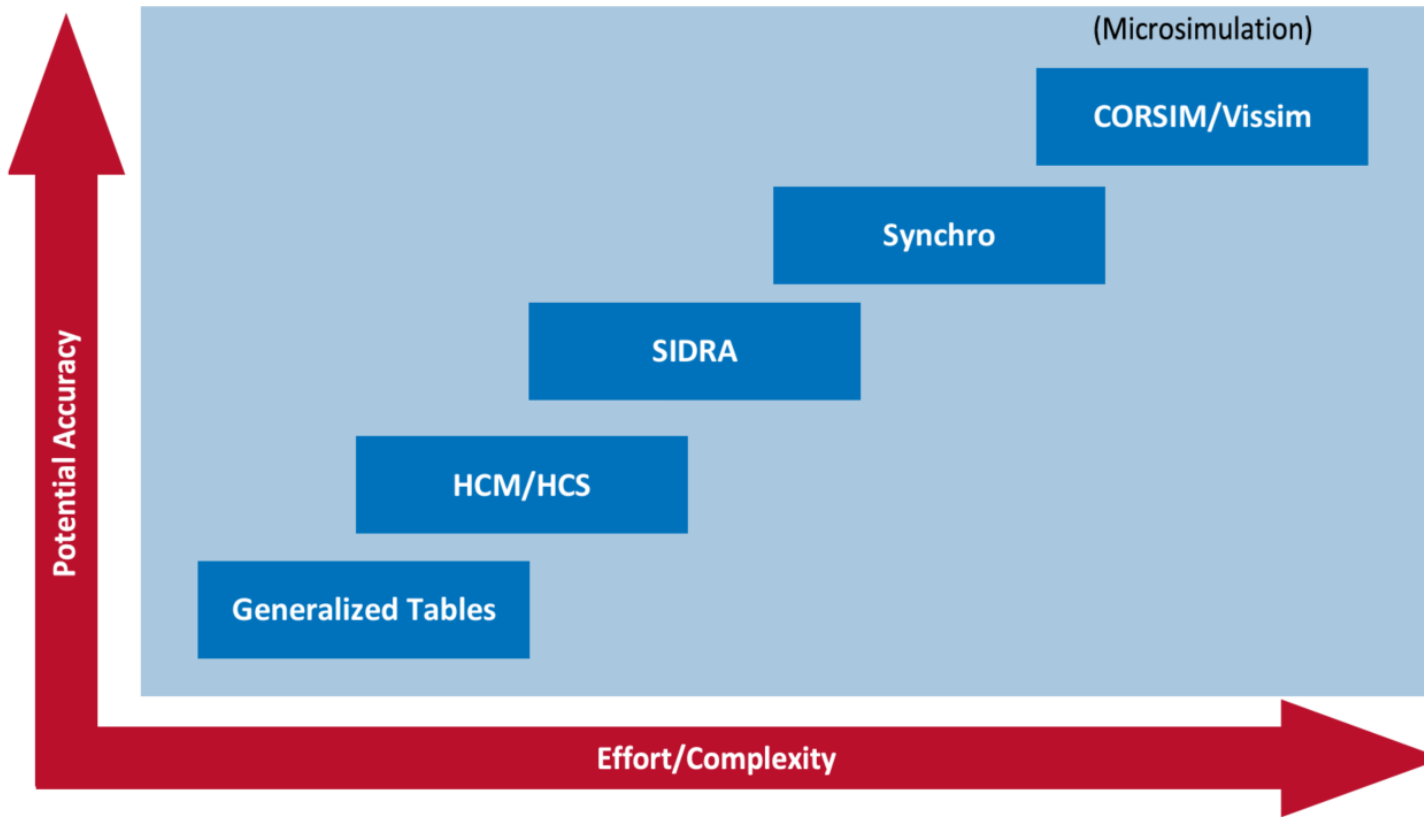 (Microsimulation)
CORSIM/Vissim
Synchro
SIDRA
HCM/HCS
Generalized Tables
Potential Accuracy
Effort/Complexity